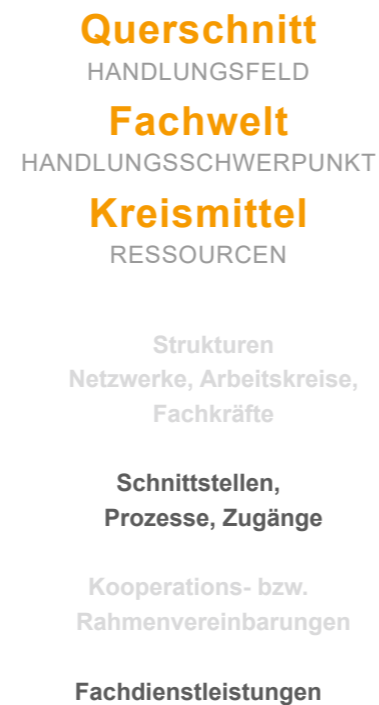 Querschnitt
HANDLUNGSFELD
Fachwelt
HANDLUNGSSCHWERPUNKT
Kreismittel
RESSOURCEN
Strukturen
Netzwerke, Arbeitskreise,
Fachkräfte
Schnittstellen,
Prozesse, Zugänge
Kooperations- bzw.
Rahmenvereinbarungen
Fachdienstleistungen